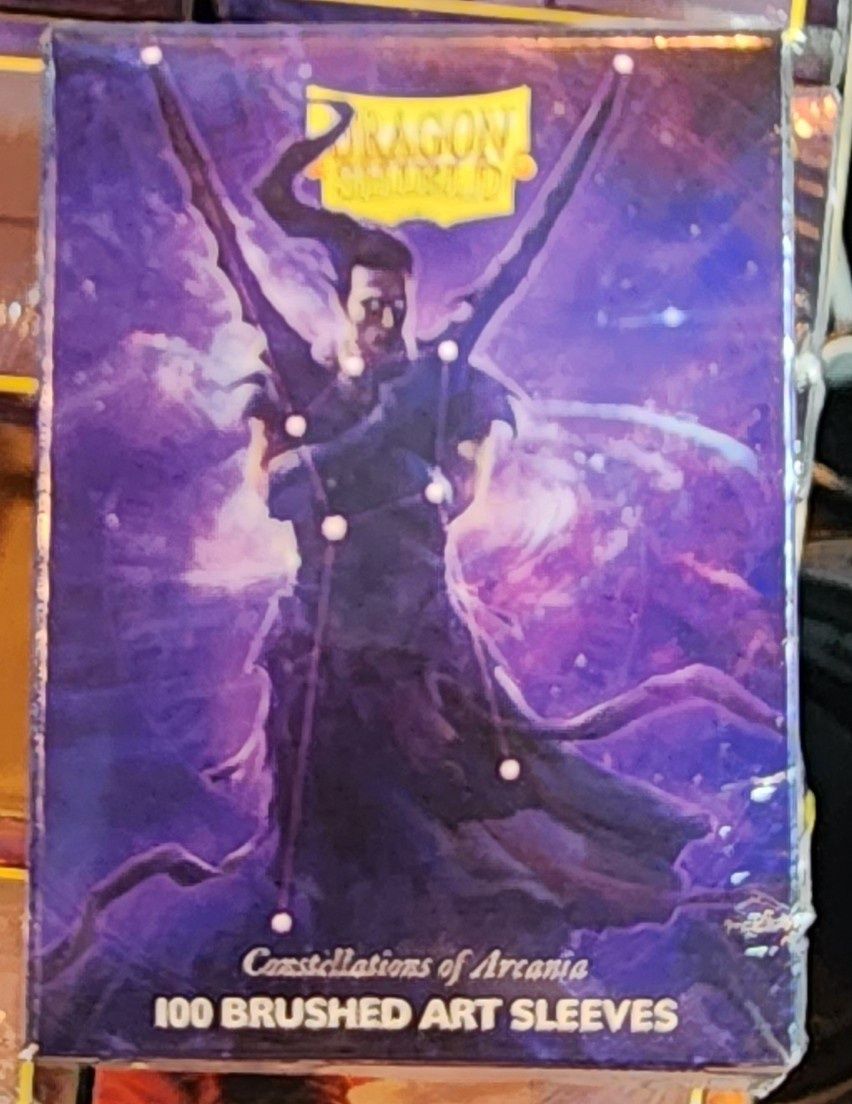 DRAGON
SHIELD
Constellations of Arcania
100 BRUSHED ART SLEEVES